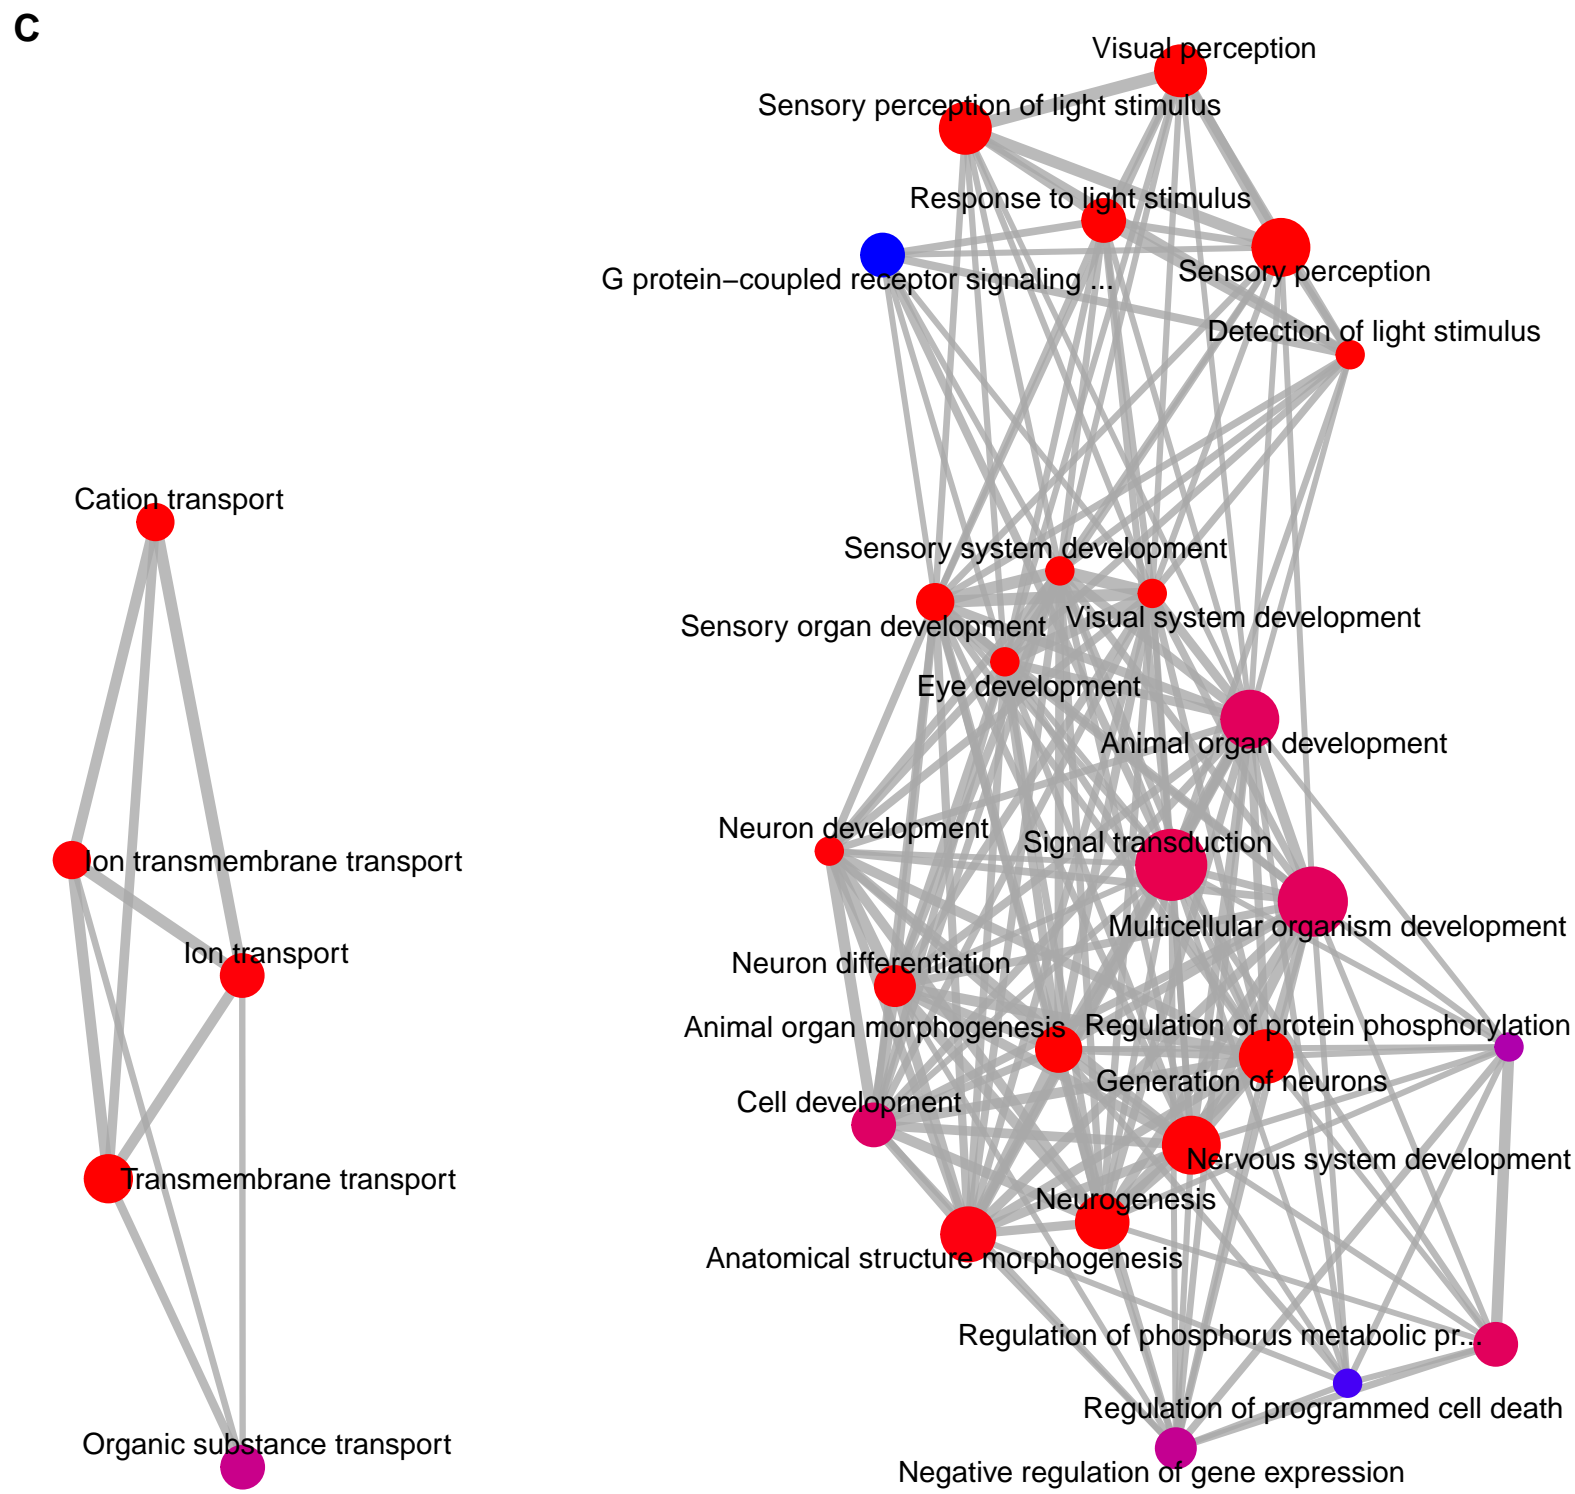 C
Visual perception
Sensory perception of light stimulus
Response to light stimulus
Sensory perception
G protein−coupled receptor signaling ...
Detection of light stimulus
Cation transport
Sensory system development
Visual system development
Sensory organ development
Eye development
Animal organ development
Neuron development
Signal transduction
Ion transmembrane transport
Multicellular organism development
Ion transport
Neuron differentiation
Animal organ morphogenesis
Regulation of protein phosphorylation
Generation of neurons
Cell development
Nervous system development
Transmembrane transport
Neurogenesis
Anatomical structure morphogenesis
Regulation of phosphorus metabolic pr...
Regulation of programmed cell death
Organic substance transport
Negative regulation of gene expression